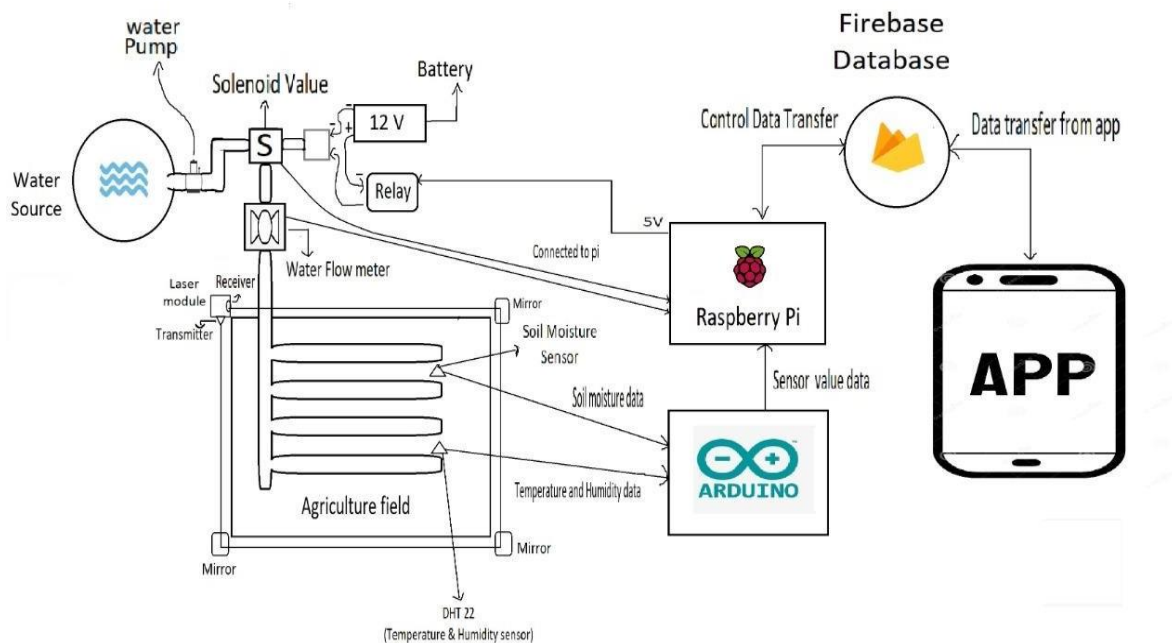 water
Pump
Solenoid Value
Battery
12 V
-
+
-
-
S
Relay
Water
Source
Water Flow meter
Connected to pi
5V
Raspberry Pi
Firebase
Database
Control Data Transfer
Data transfer from app
APP
Laser
module
Receiver
Transmitter
Mirror
Soil Moisture
Sensor
Soil moisture data
Sensor value data
ARDUINO
Temperature and Humidity data
Agriculture field
Mirror
Mirror
DHT 22
(Temperature & Humidity sensor)